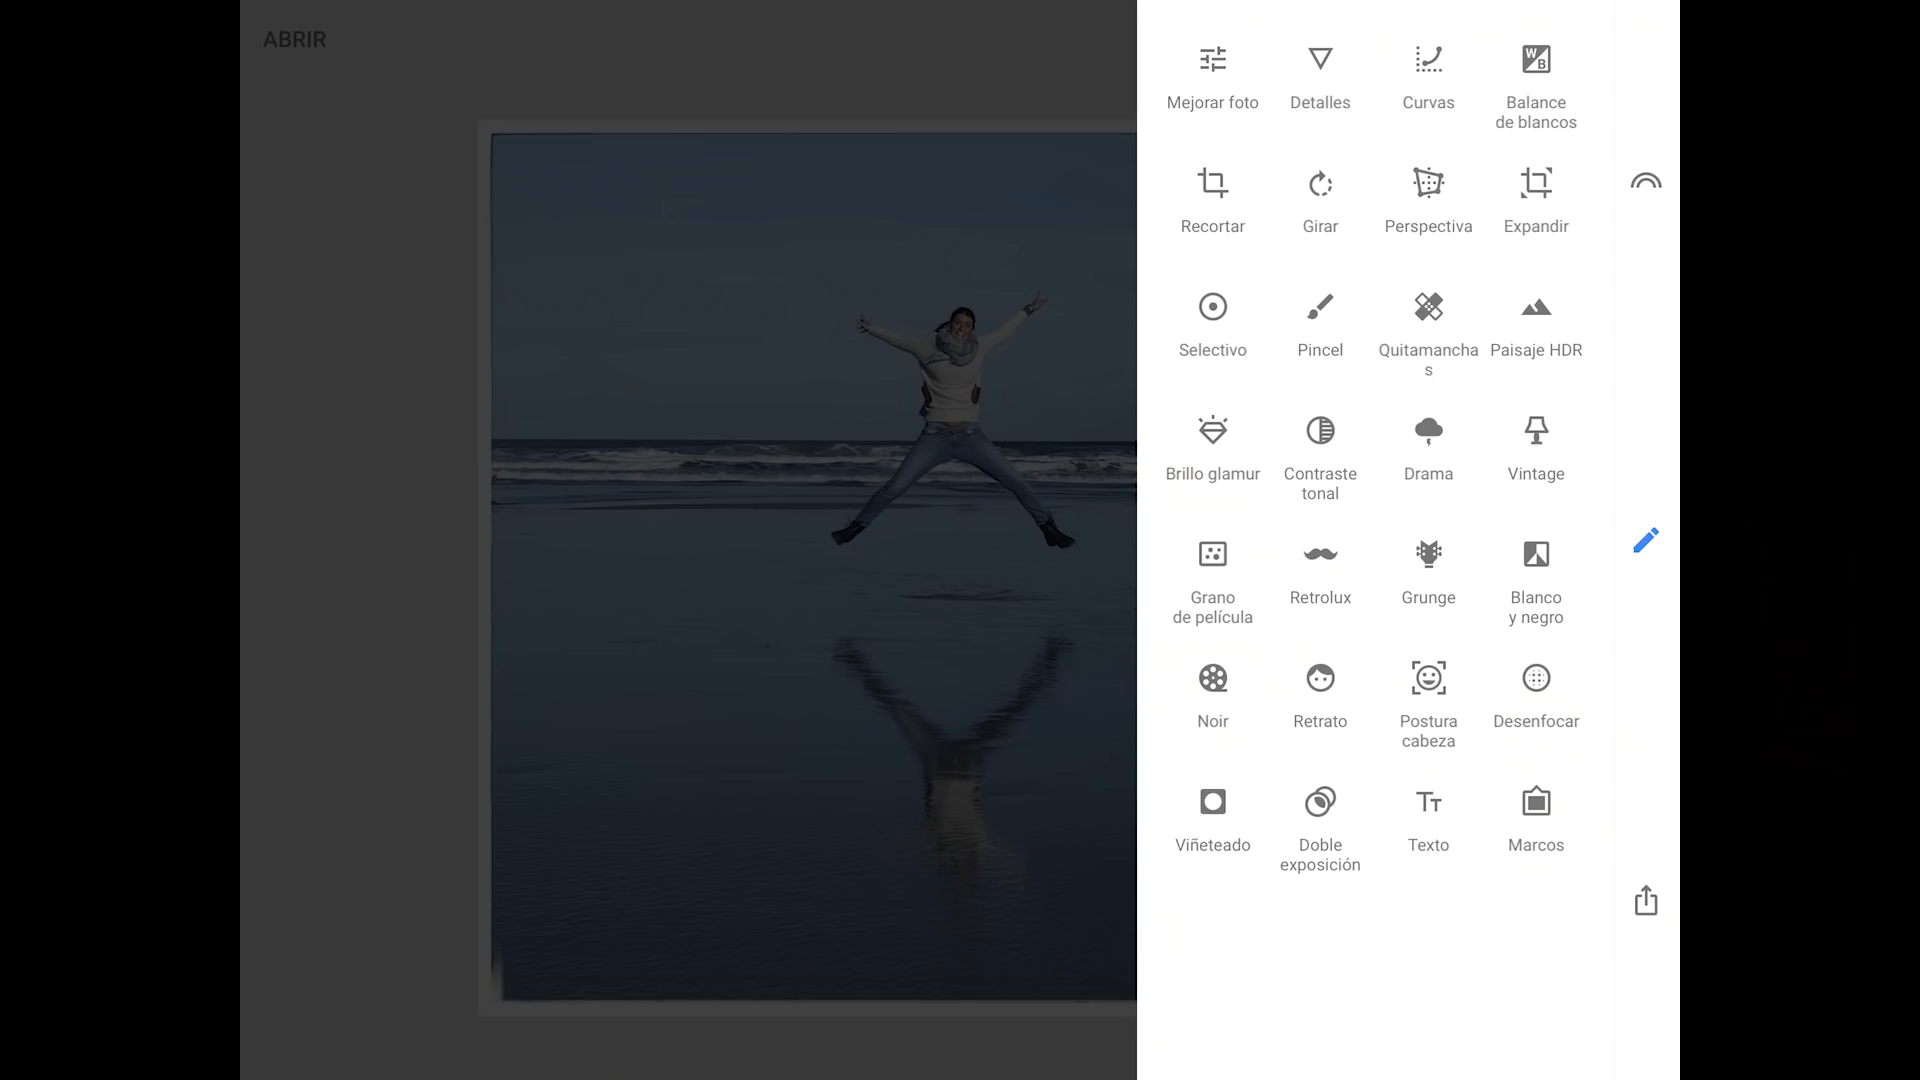 ABRIR
Mejorar foto
Detalles
Curvas
Balance
de blancos
Recortar
Girar
Perspectiva
Expandir
Selectivo
Pincel
Quitamancha
s
Paisaje HDR
Brillo glamur
Contraste
tonal
Drama
Vintage
Grano
de película
Retrolux
Grunge
Blanco
y negro
Noir
Retrato
Postura
cabeza
Desenfocar
Viñeteado
Doble
exposición
Texto
Marcos